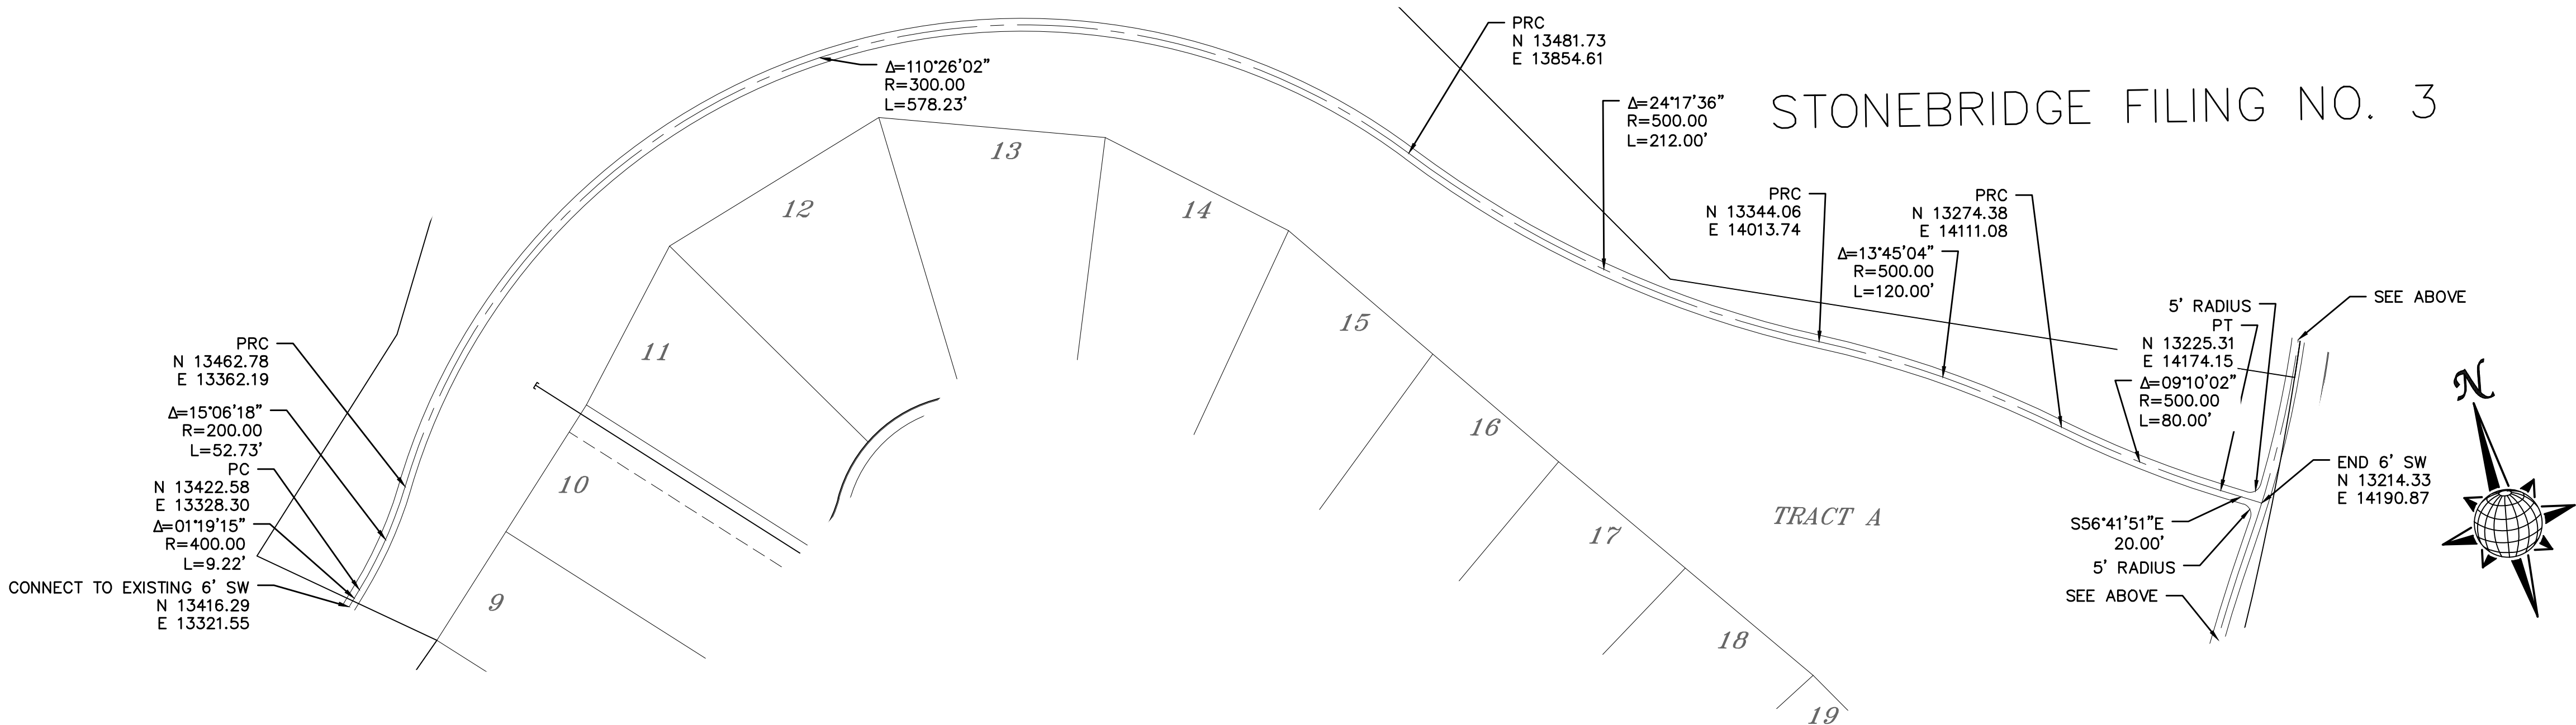 PRC
N 13481.73
E 13854.61
Δ=110°26'02"
R=300.00
L=578.23'
Δ=24°17'36"
R=500.00
L=212.00'
STONEBRIDGE FILING NO. 3
13
12
14
PRC
N 13344.06
E 14013.74
PRC
N 13274.38
E 14111.08
Δ=13°45'04"
R=500.00
L=120.00'
5' RADIUS
SEE ABOVE
PT
N 13225.31
E 14174.15
Δ=09°10'02"
R=500.00
L=80.00'
15
11
PRC
N 13462.78
E 13362.19
Δ=15°06'18"
R=200.00
L=52.73'
PC
N 13422.58
E 13328.30
Δ=01°19'15"
R=400.00
L=9.22'
CONNECT TO EXISTING 6' SW
N 13416.29
E 13321.55
10
9
16
17
18
19
TRACT A
END 6' SW
N 13214.33
E 14190.87
S56°41'51"E
20.00'
5' RADIUS
SEE ABOVE
N